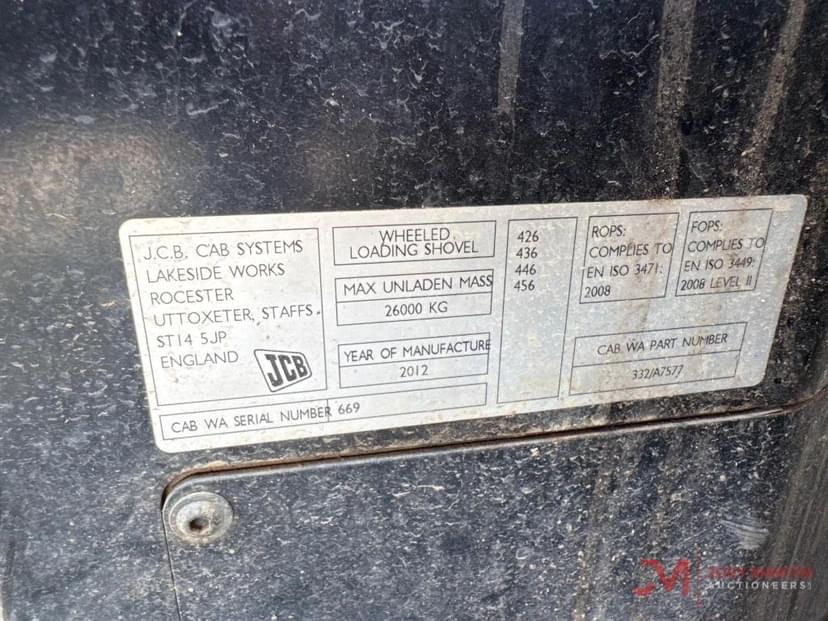 J.C.B. CAB SYSTEMS
LAKESIDE WORKS
ROCESTER
UTTOXETER, STAFFS.
ST14 5JP
ENGLAND
JCB
WHEELED
LOADING SHOVEL
MAX UNLADEN MASS
26000 KG
YEAR OF MANUFACTURE
2012
CAB WA SERIAL NUMBER 669
426
436
446
456
ROPS:
COMPLIES TO
EN ISO 3471:
2008
FOPS:
COMPLIES TO
EN ISO 3449:
2008 LEVEL II
CAB WA PART NUMBER
332/A7577
AUCTIONEERS